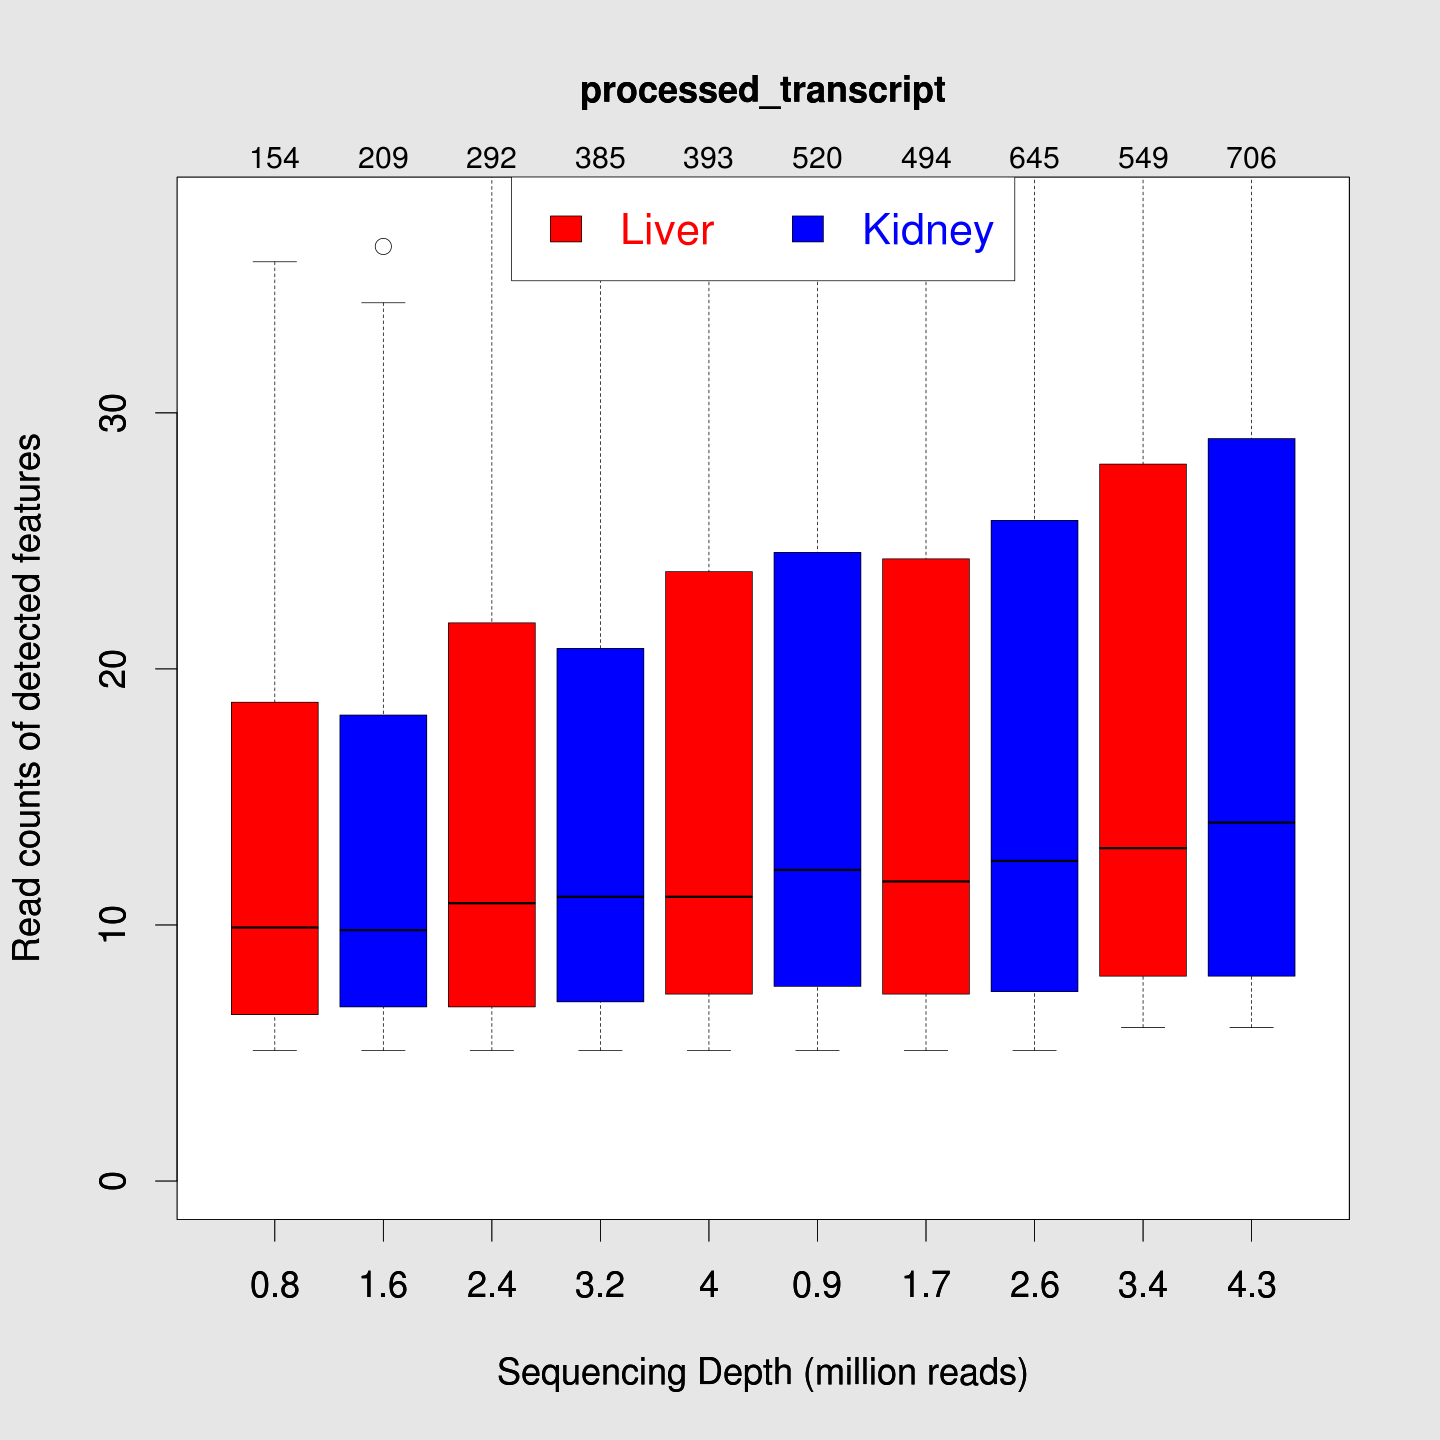 processed_transcript
154 209 292 385 393 520 494 645 549 706
Liver Kidney
30
20
10
0
Read counts of detected features
0.8 1.6 2.4 3.2 4 0.9 1.7 2.6 3.4 4.3
Sequencing Depth (million reads)